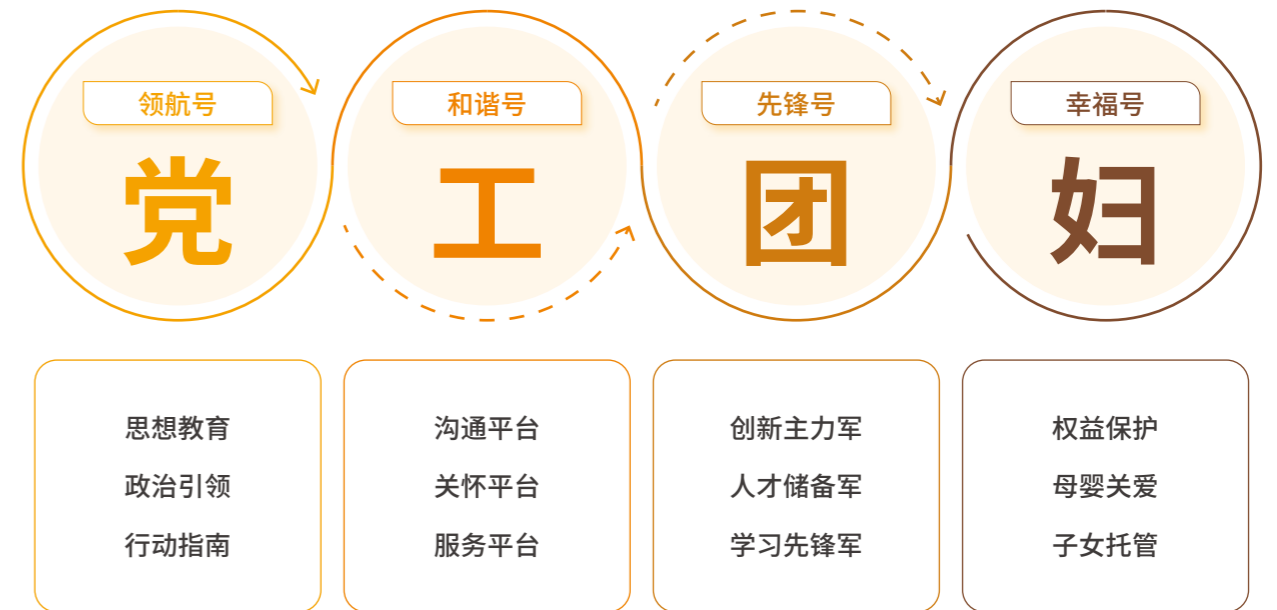 领航号
党
和谐号
工
先锋号
团
幸福号
妇
思想教育
政治引领
行动指南
沟通平台
关怀平台
服务平台
创新主力军
人才储备军
学习先锋军
权益保护
母婴关爱
子女托管